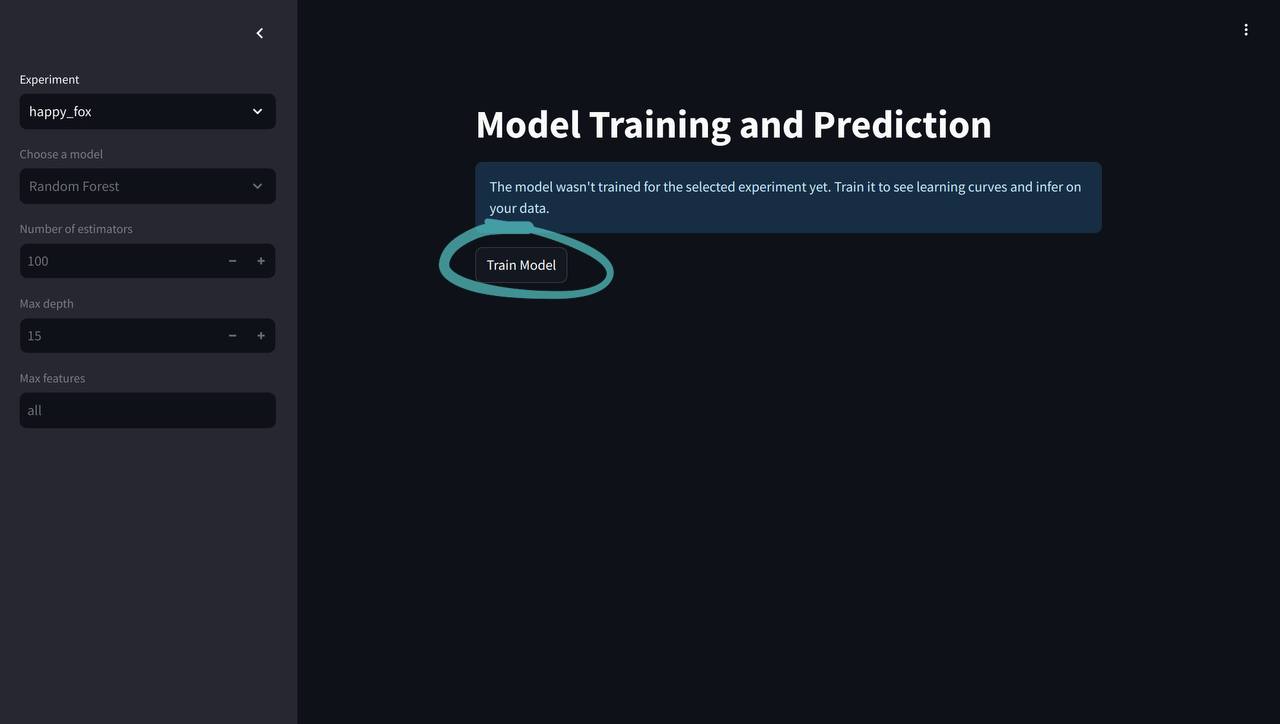 Experiment
happy_fox
Choose a model
Random Forest
Number of estimators
100
Max depth
15
Max features
all
Model Training and Prediction
The model wasn't trained for the selected experiment yet. Train it to see learning curves and infer on
your data.
Train Model